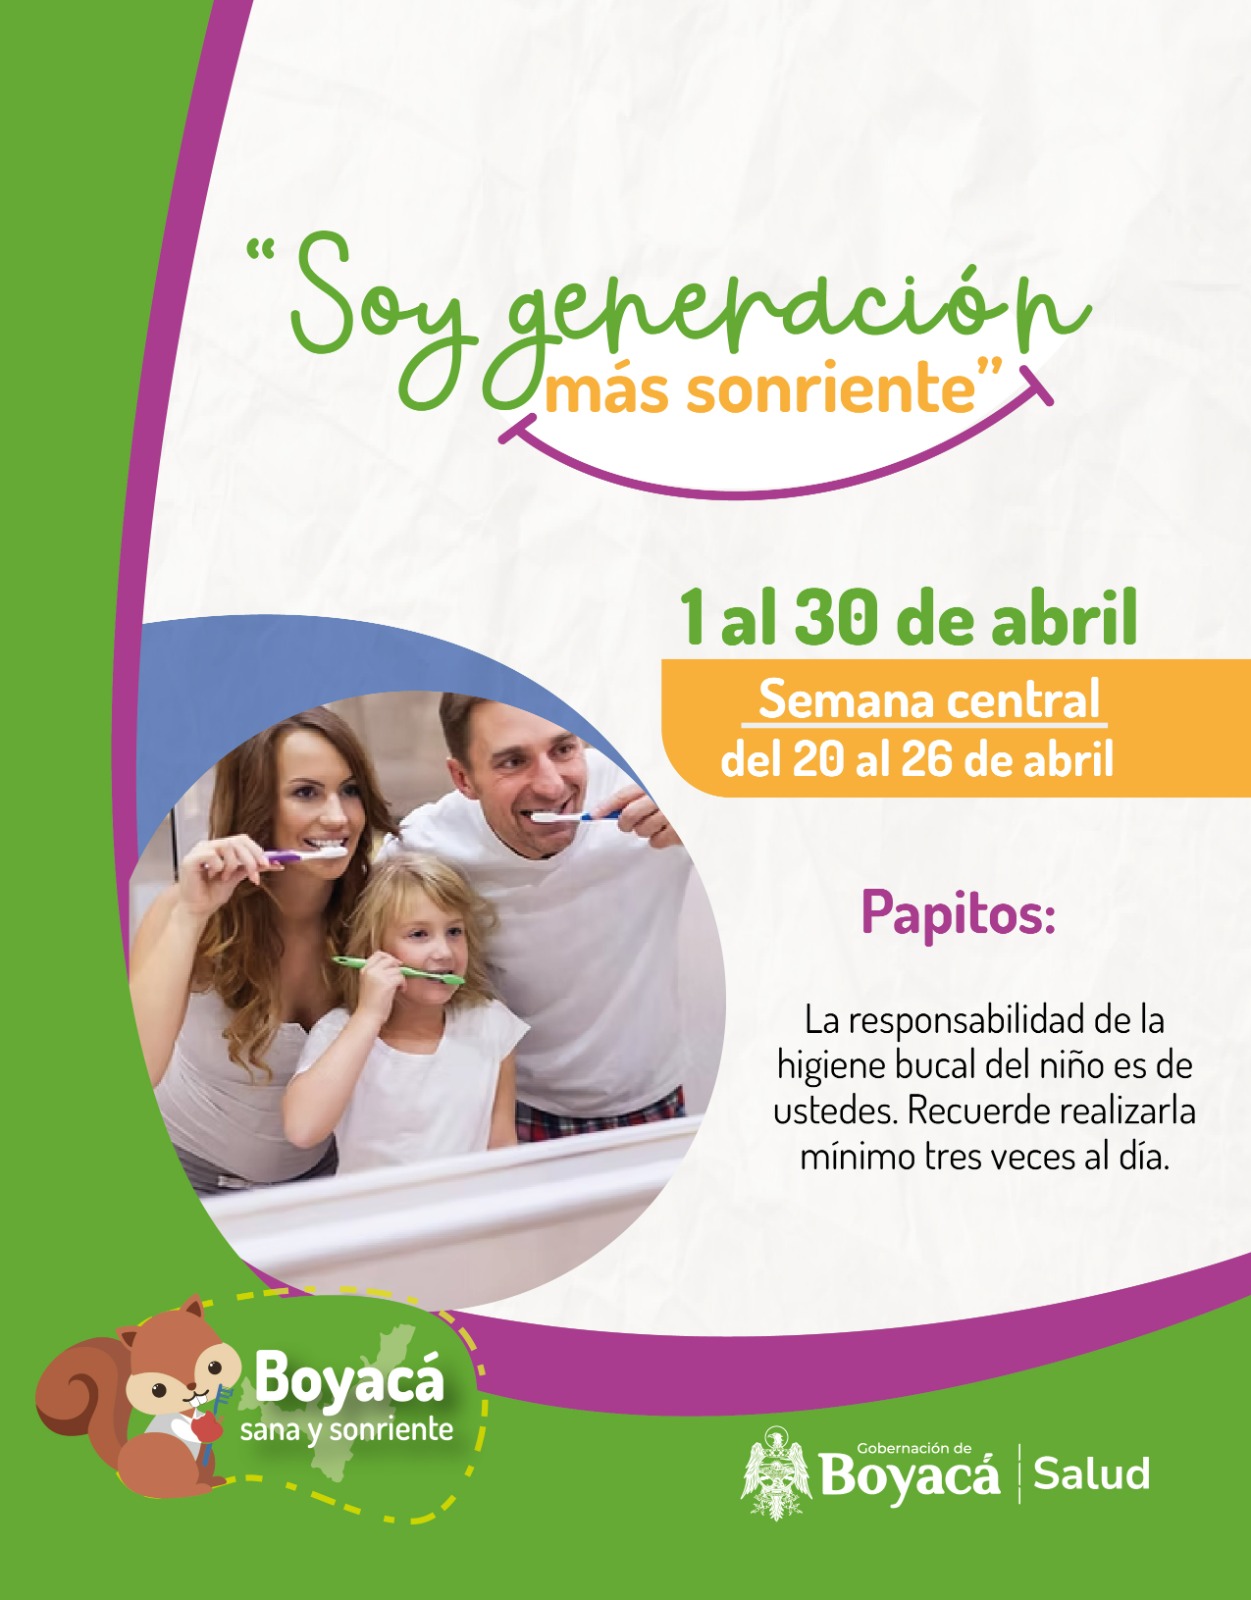 “Soy generación
más sonriente”
1 al 30 de abril
Semana central
del 20 al 26 de abril
Papitos:
La responsabilidad de la
higiene bucal del niño es de
ustedes. Recuerde realizarla
mínimo tres veces al día.
Boyacá
sana y sonriente
Gobernación de
Boyacá
Salud